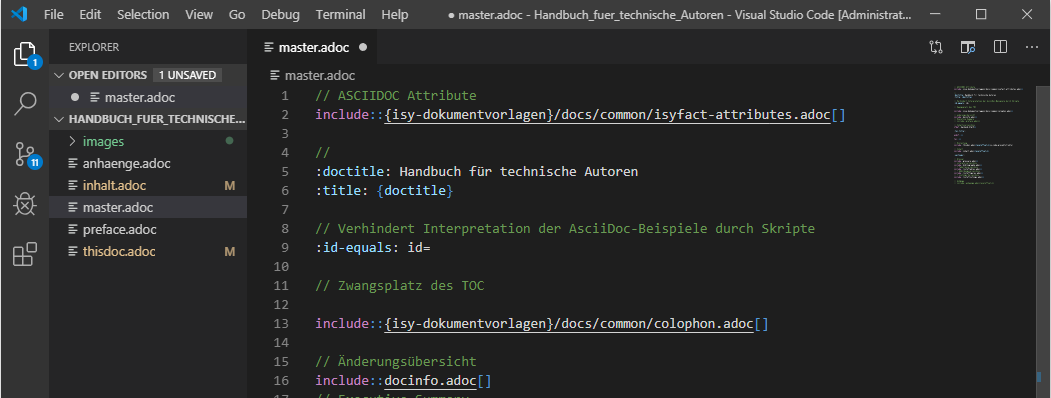 File Edit Selection View Go Debug Terminal Help ● master.adoc - Handbuch_fuer_technische_Autoren - Visual Studio Code [Administrat...
EXPLORER
OPEN EDITORS 1 UNSAVED
master.adoc
HANDBUCH_FUER_TECHNISCHE...
images
anhaenge.adoc
inhalt.adoc M
master.adoc
preface.adoc
thisdoc.adoc M
1
11
master.adoc
master.adoc
1 // ASCIIDOC Attribute
2 include::{isy-dokumentvorlagen}/docs/common/isyfact-attributes.adoc[]
3
4 //
5 :doctitle: Handbuch für technische Autoren
6 :title: {doctitle}
7
8 // Verhindert Interpretation der AsciiDoc-Beispiele durch Skripte
9 :id-equals: id=
10
11 // Zwangsplatz des TOC
12
13 include::{isy-dokumentvorlagen}/docs/common/colophon.adoc[]
14
15 // Änderungsübersicht
16 include::docinfo.adoc[]
17 // Executive Summary